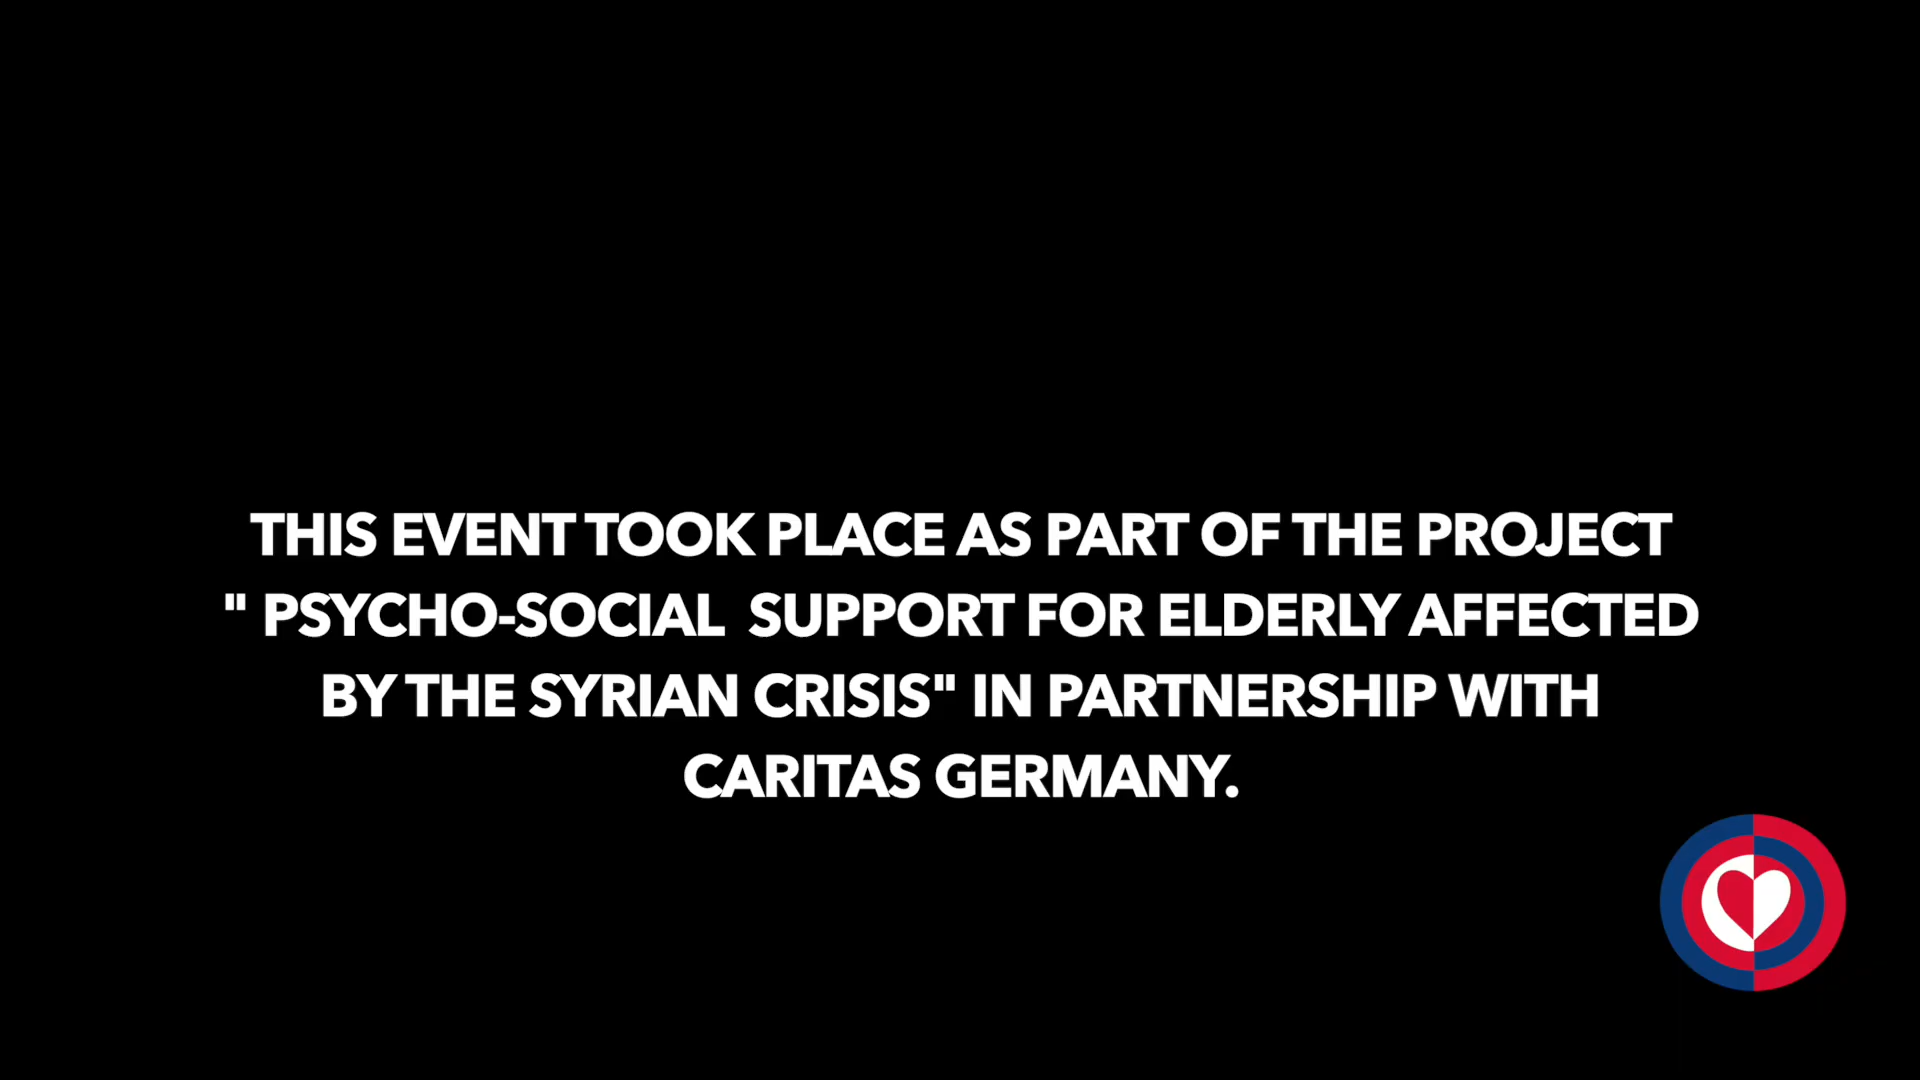 THIS EVENT TOOK PLACE AS PART OF THE PROJECT
" PSYCHO-SOCIAL  SUPPORT FOR ELDERLY AFFECTED
BY THE SYRIAN CRISIS" IN PARTNERSHIP WITH
CARITAS GERMANY.